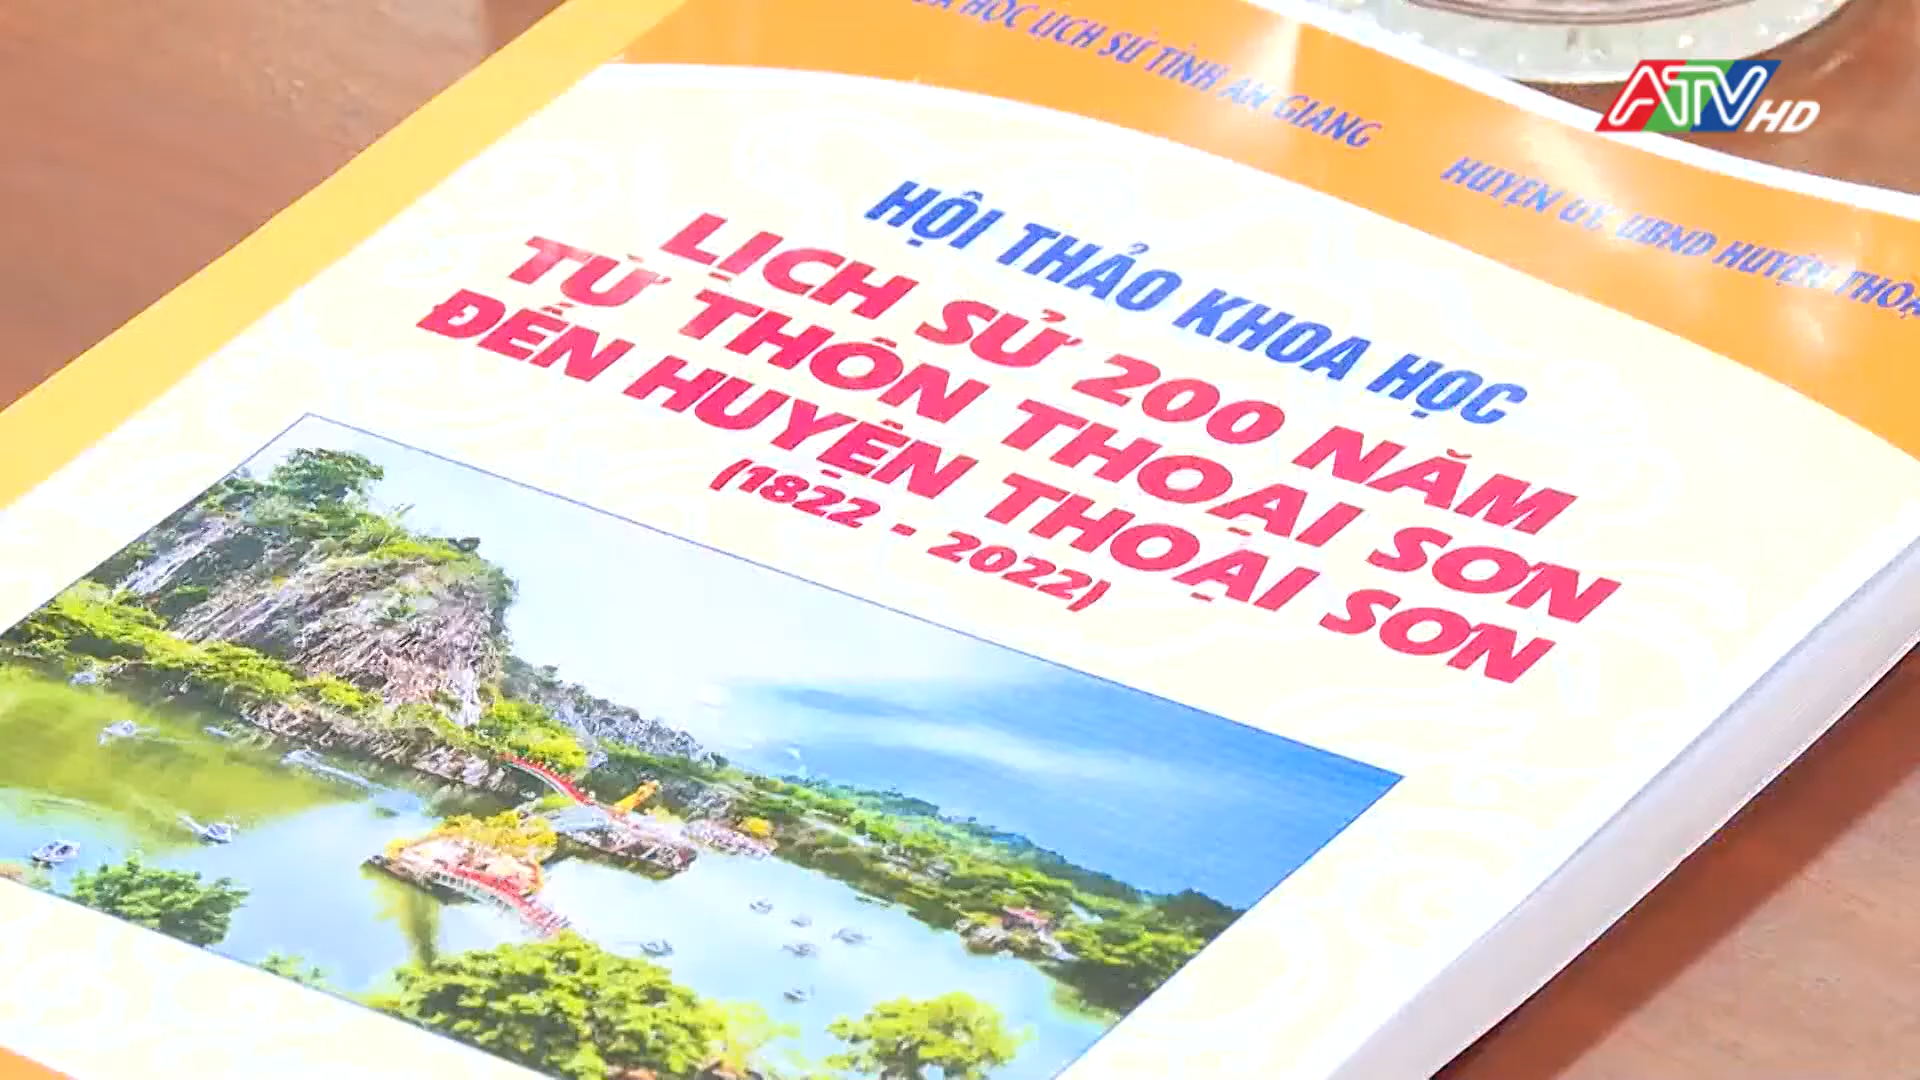 HỌC LỊCH SỬ TỈNH AN GIANG
HUYỆN ỦY, UBND HUYỆN
ATV HD
HỘI THẢO KHOA HỌC
LỊCH SỬ 200 NĂM
TỪ THÔN THOẠI SƠN
ĐẾN HUYỆN THOẠI SƠN
(1822 - 2022)